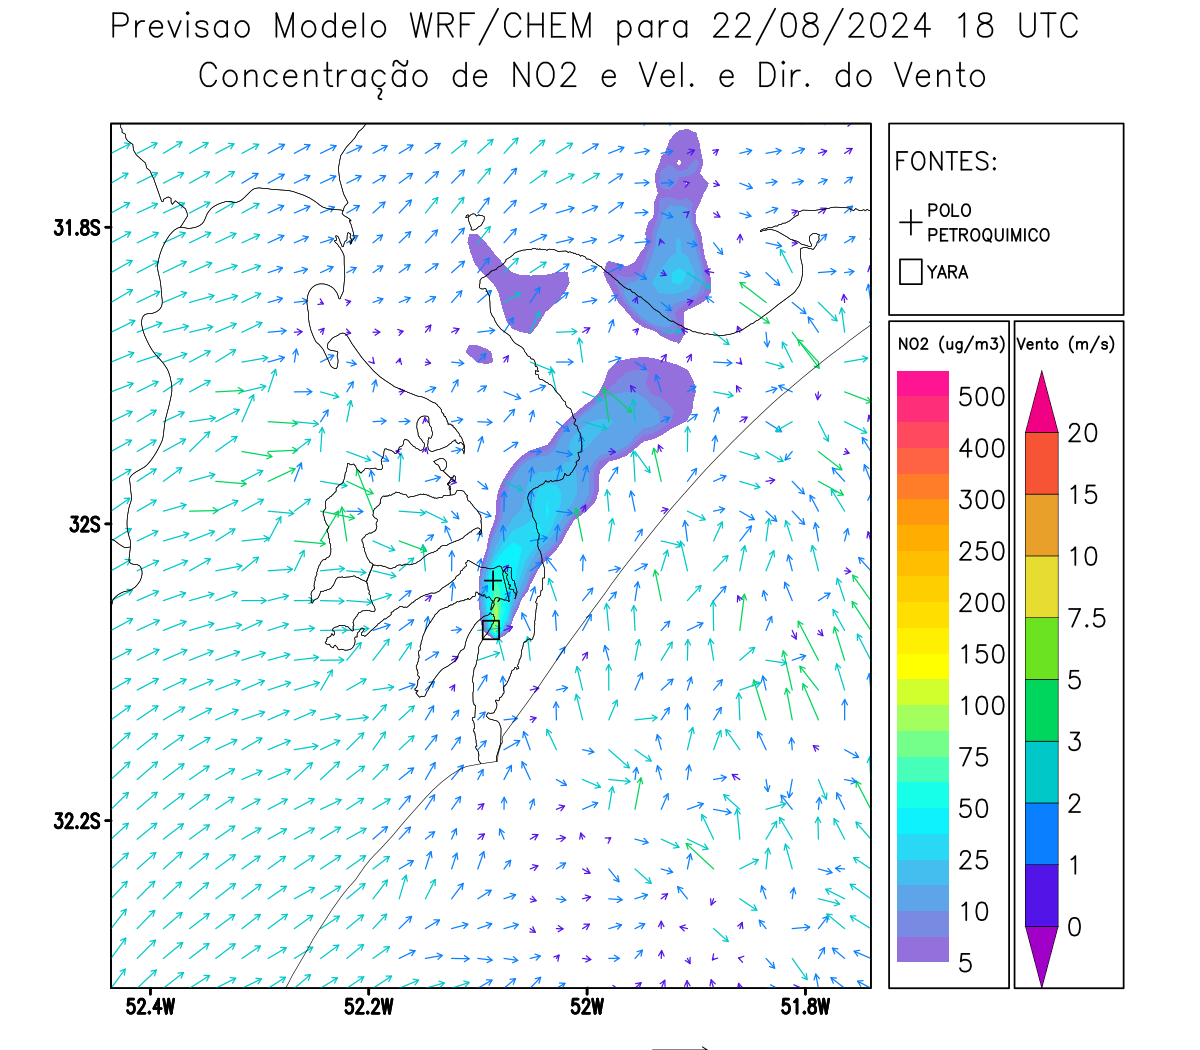 Previsao Modelo WRF/CHEM para 22/08/2024 18 UTC
Concentração de NO2 e Vel. e Dir. do Vento
FONTES:
POLO
PETROQUIMICO
YARA
NO2 (ug/m3)
500
400
300
250
200
150
100
75
50
25
10
5
Vento (m/s)
20
15
10
7.5
5
3
2
1
0
31.8S
32S
32.2S
52.4W
52.2W
52W
51.8W